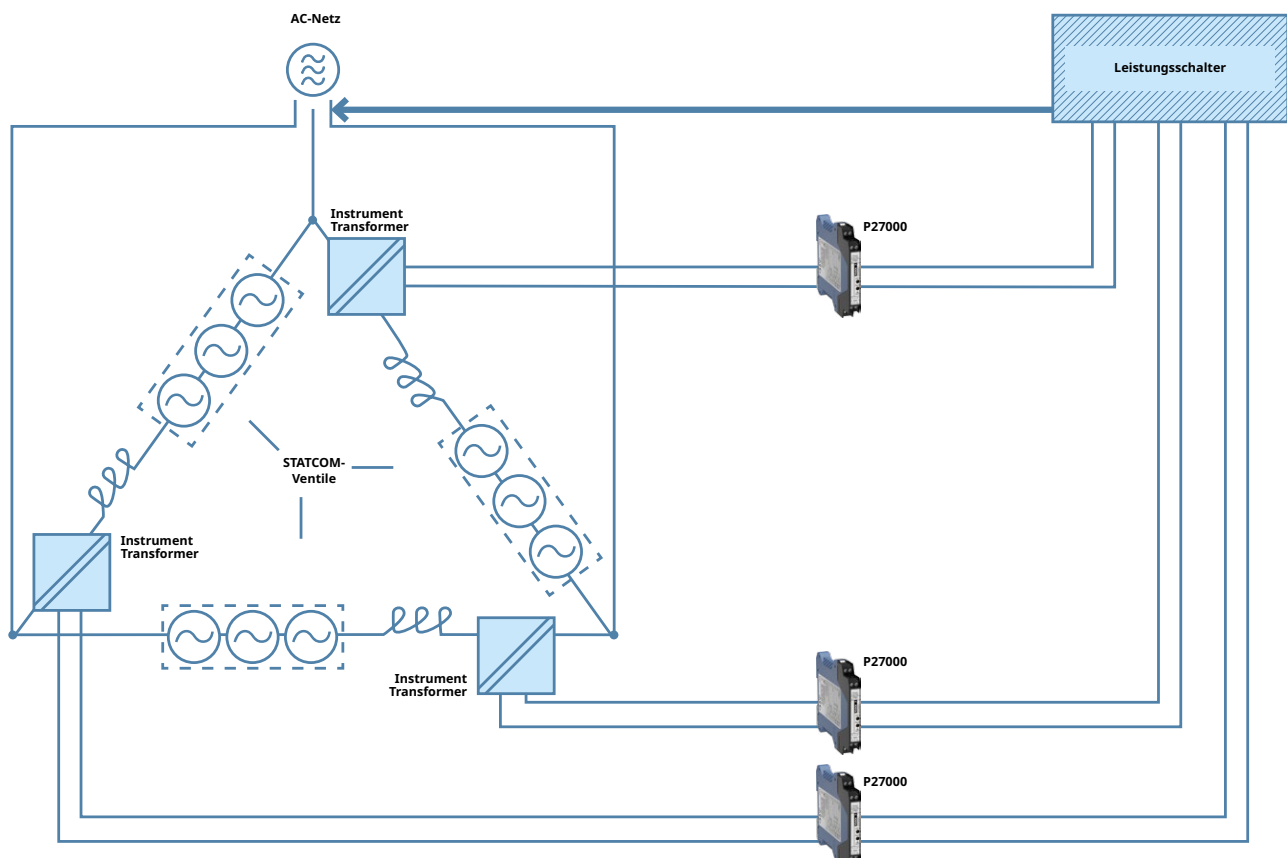 AC-Netz
Leistungsschalter
Instrument
Transformer
P27000
STATCOM-
Ventile
Instrument
Transformer
Instrument
Transformer
P27000
P27000